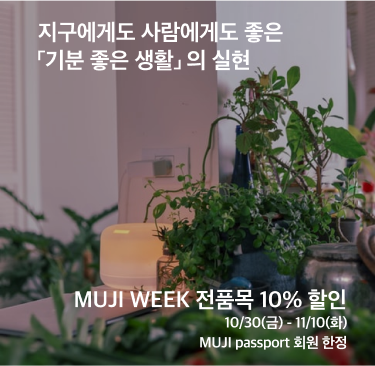 지구에게도 사람에게도 좋은
「기분 좋은 생활」의 실현
MUJI WEEK 전품목 10% 할인
10/30(금) - 11/10(화)
MUJI passport 회원 한정